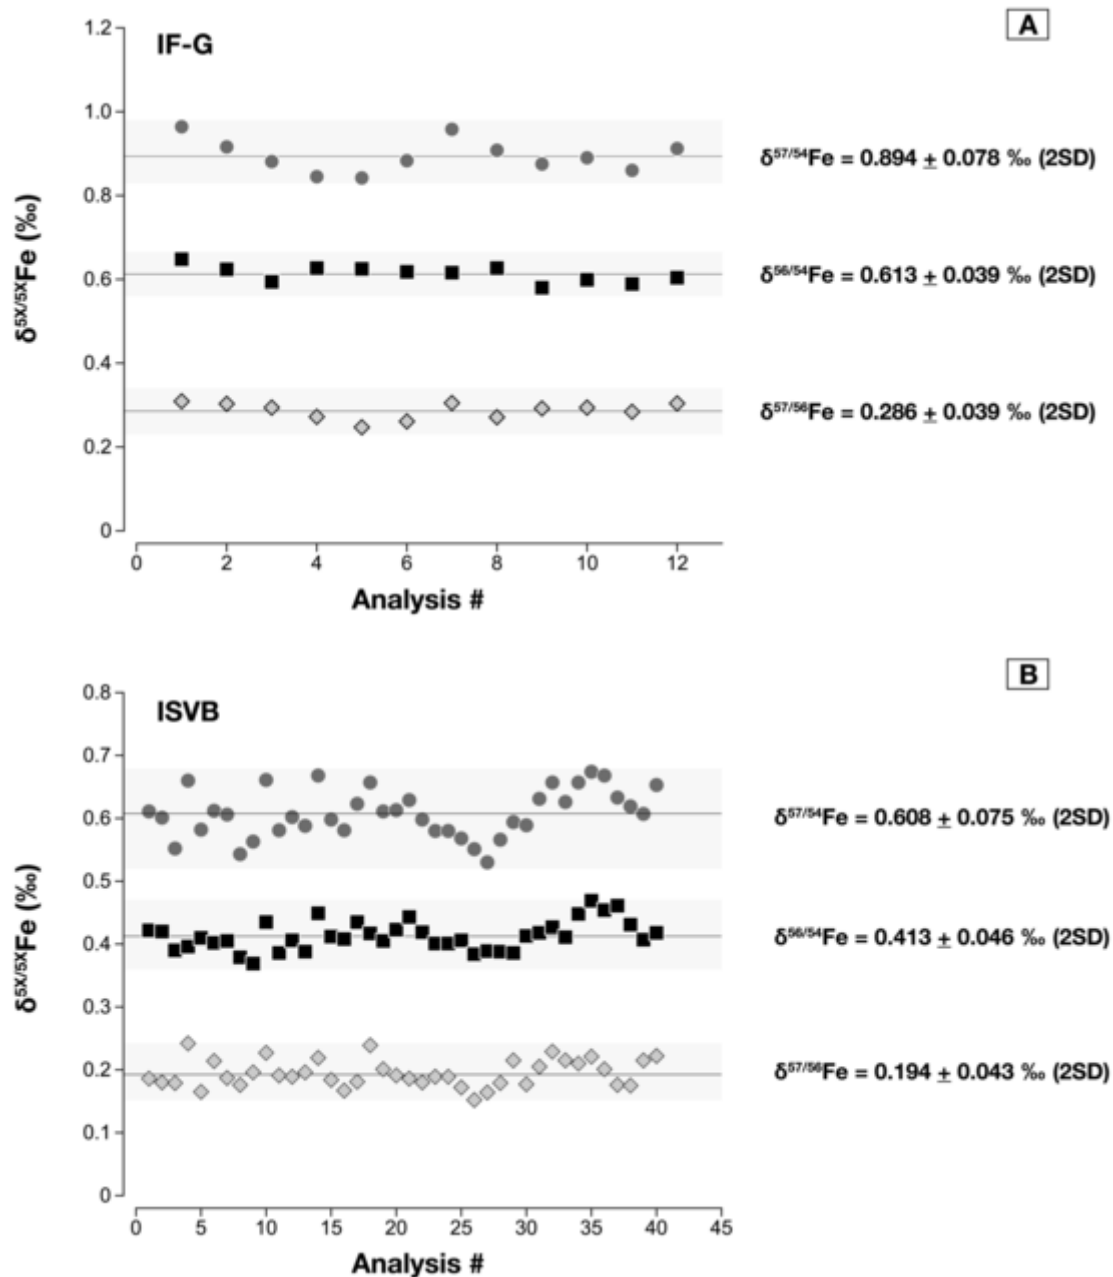 A
IF-G
1.2
1.0
0.8
0.6
0.4
0.2
0
δ⁵ˣ/⁵ˣFe (‰)
δ⁵⁷/⁵⁴Fe = 0.894 ± 0.078 ‰ (2SD)
δ⁵⁶/⁵⁴Fe = 0.613 ± 0.039 ‰ (2SD)
δ⁵⁷/⁵⁶Fe = 0.286 ± 0.039 ‰ (2SD)
0 2 4 6 8 10 12
Analysis #
B
ISVB
0.8
0.7
0.6
0.5
0.4
0.3
0.2
0.1
0
δ⁵ˣ/⁵ˣFe (‰)
δ⁵⁷/⁵⁴Fe = 0.608 ± 0.075 ‰ (2SD)
δ⁵⁶/⁵⁴Fe = 0.413 ± 0.046 ‰ (2SD)
δ⁵⁷/⁵⁶Fe = 0.194 ± 0.043 ‰ (2SD)
0 5 10 15 20 25 30 35 40 45
Analysis #